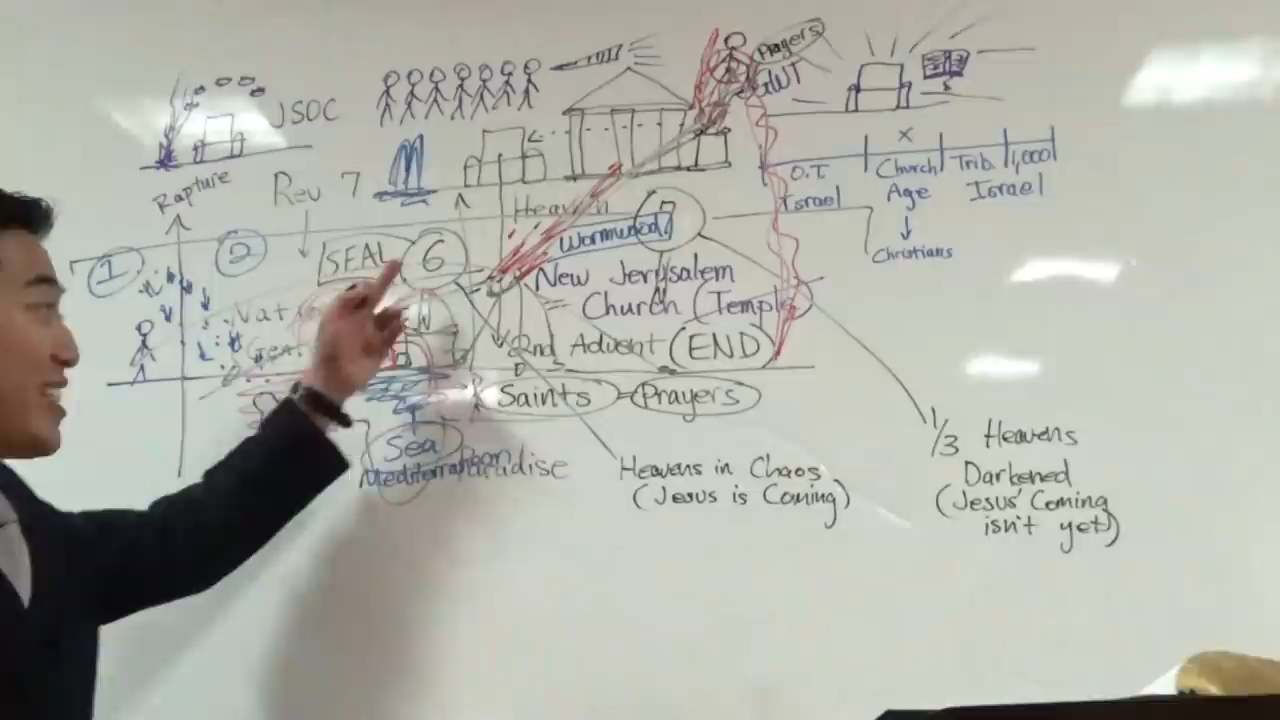 Prayers
GWT
JSOC
Rapture
Rev 7
O.T
Israel
x
Church
Age
Trib.
1,000
Israel
Christians
Heaven
Wormwood
7
1
2
SEAL
6
New Jerusalem
Church (Temple)
2nd Advent (END)
Saints = Prayers
Sea
Mediterranean
Paradise
Heavens in Chaos
(Jesus is Coming)
1/3 Heavens
Darkened
(Jesus' Coming
isn't yet)